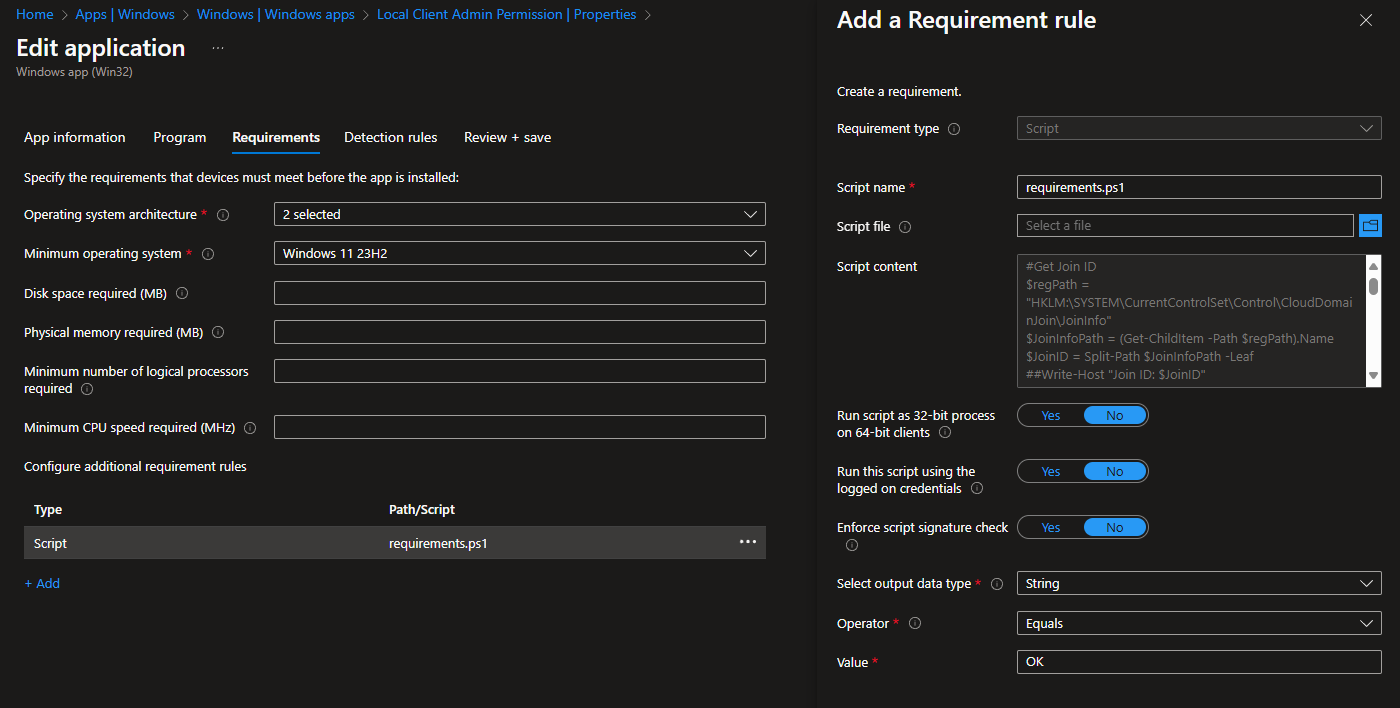 Home > Apps | Windows > Windows | Windows apps > Local Client Admin Permission | Properties >
Edit application ...
Windows app (Win32)
App information Program Requirements Detection rules Review + save
Specify the requirements that devices must meet before the app is installed:
Operating system architecture * 2 selected
Minimum operating system * Windows 11 23H2
Disk space required (MB)
Physical memory required (MB)
Minimum number of logical processors
required
Minimum CPU speed required (MHz)
Configure additional requirement rules
Type Path/Script
Script requirements.ps1 ...
+ Add
Add a Requirement rule
Create a requirement.
Requirement type Script
Script name * requirements.ps1
Script file Select a file
Script content #Get Join ID
$regPath =
"HKLM:\SYSTEM\CurrentControlSet\Control\CloudDomai
nJoin\JoinInfo"
$JoinInfoPath = (Get-ChildItem -Path $regPath).Name
$JoinID = Split-Path $JoinInfoPath -Leaf
##Write-Host "Join ID: $JoinID"
Run script as 32-bit process Yes No
on 64-bit clients
Run this script using the Yes No
logged on credentials
Enforce script signature check Yes No
Select output data type * String
Operator * Equals
Value * OK